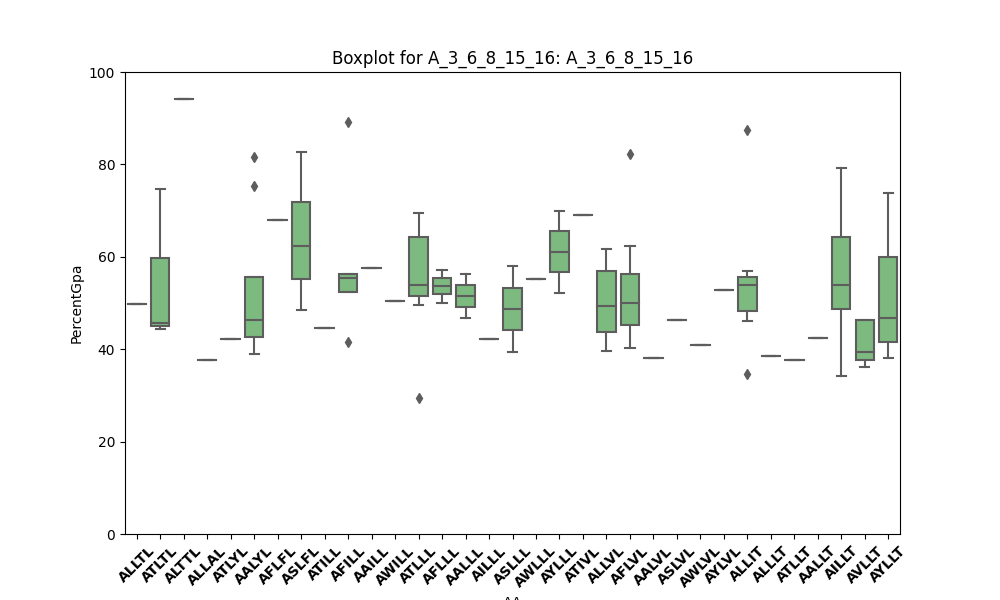 Boxplot for A_3_6_8_15_16: A_3_6_8_15_16
PercentGpa
100
80
60
40
20
0
ALLTL ATLTL ALTTL ALLAL ATLYL AALYL AFLFL ASLFL ATILL AFILL AAILL AWILL ATLLL AFLLL AALLL AILLL ASLLL AWLLL AYLLL ATIVL ALLVL AFLVL AALVL ASLVL AWLVL AYLVL ALLIT ALLLT ATLLT AALLT AILLT AVLLT AYLLT